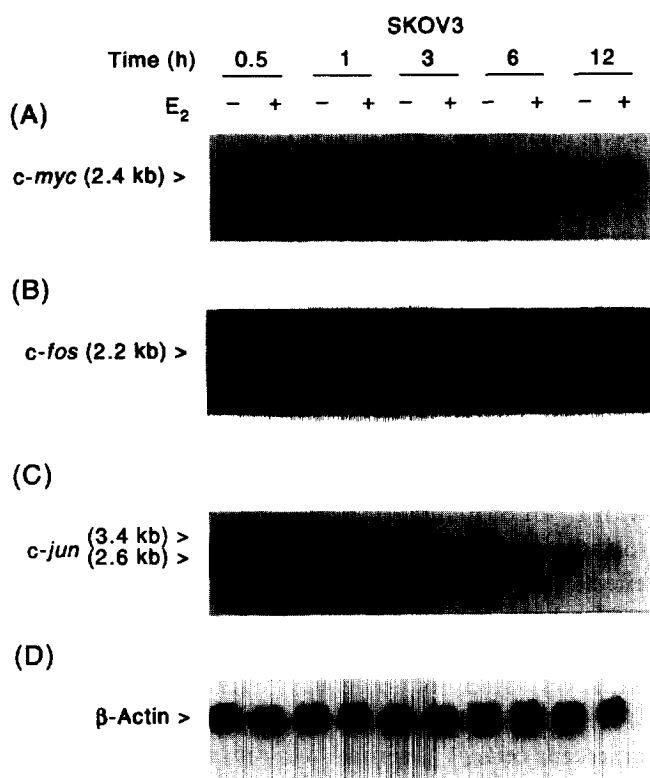 SKOV3
Time (h) 0.5 1 3 6 12
E₂ − + − + − + − + − +
(A)
c-myc (2.4 kb) >
(B)
c-fos (2.2 kb) >
(C)
c-jun (3.4 kb) >
(2.6 kb) >
(D)
β-Actin >